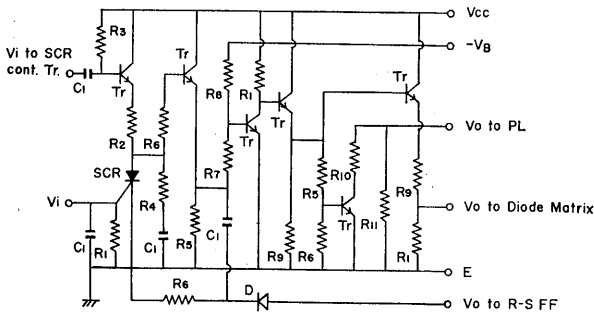 Vcc
R3
Vi to SCR
cont. Tr.
C1
Tr
Tr
-VB
R8
R1
Tr
Tr
Tr
R2
R6
Vo to PL
SCR
R4
R7
R5
R10
R9
Vi
Tr
R11
Vo to Diode Matrix
C1
R1
C1
R5
C1
R9
R6
R1
E
R6
D
Vo to R-S FF